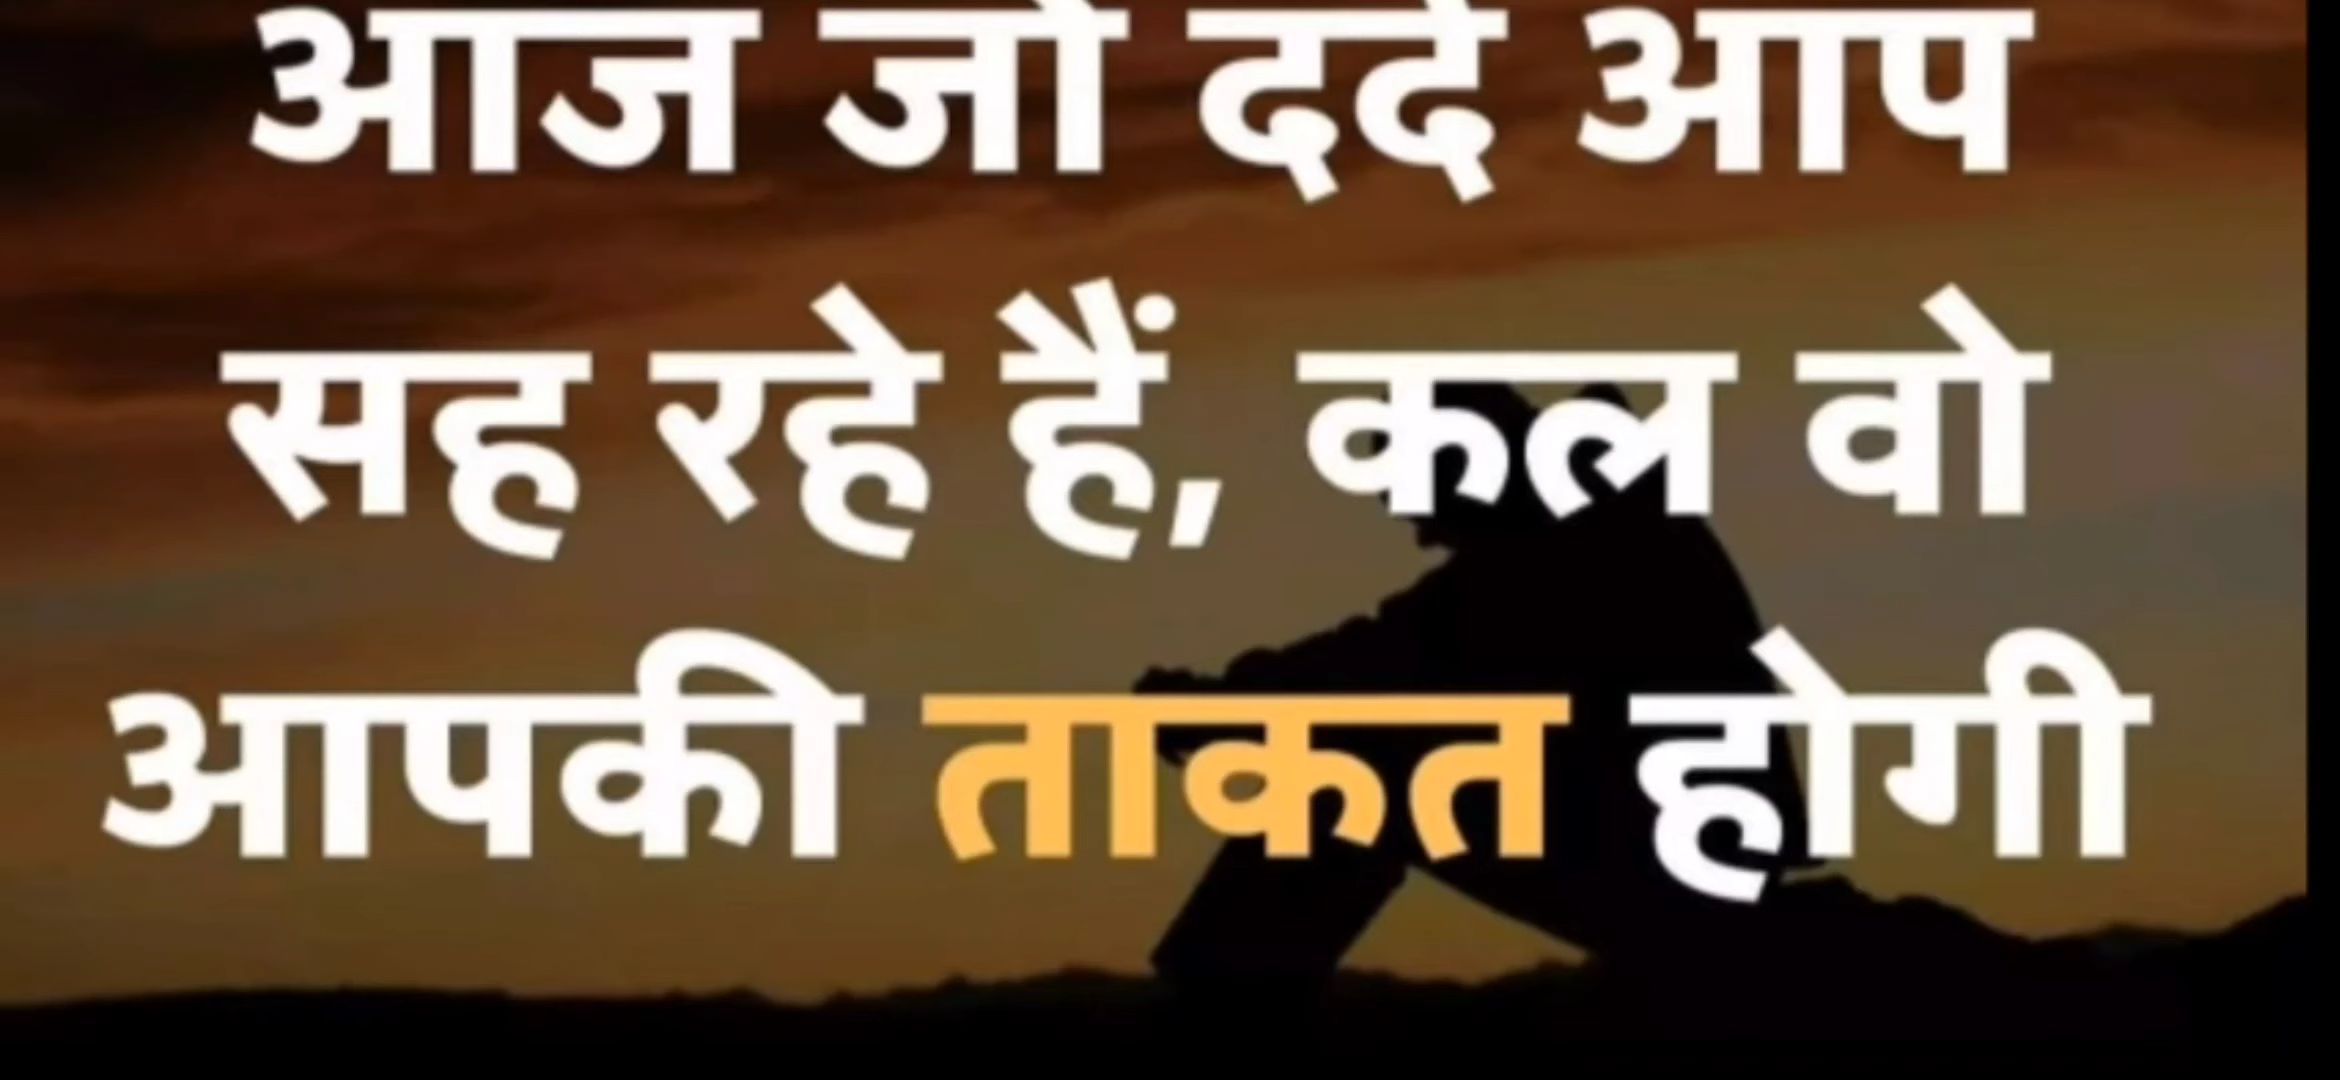 आज जो दर्द आप
सह रहे हैं, कल वो
आपकी ताकत होगी